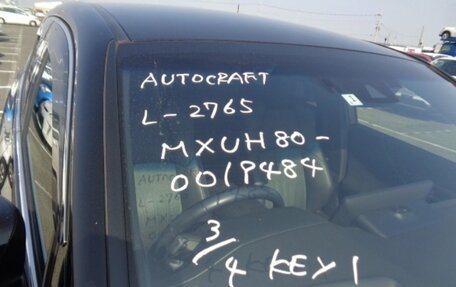 AUTOCRAFT
L-2765
MXUH80-
0019484
3/4 KEY 1